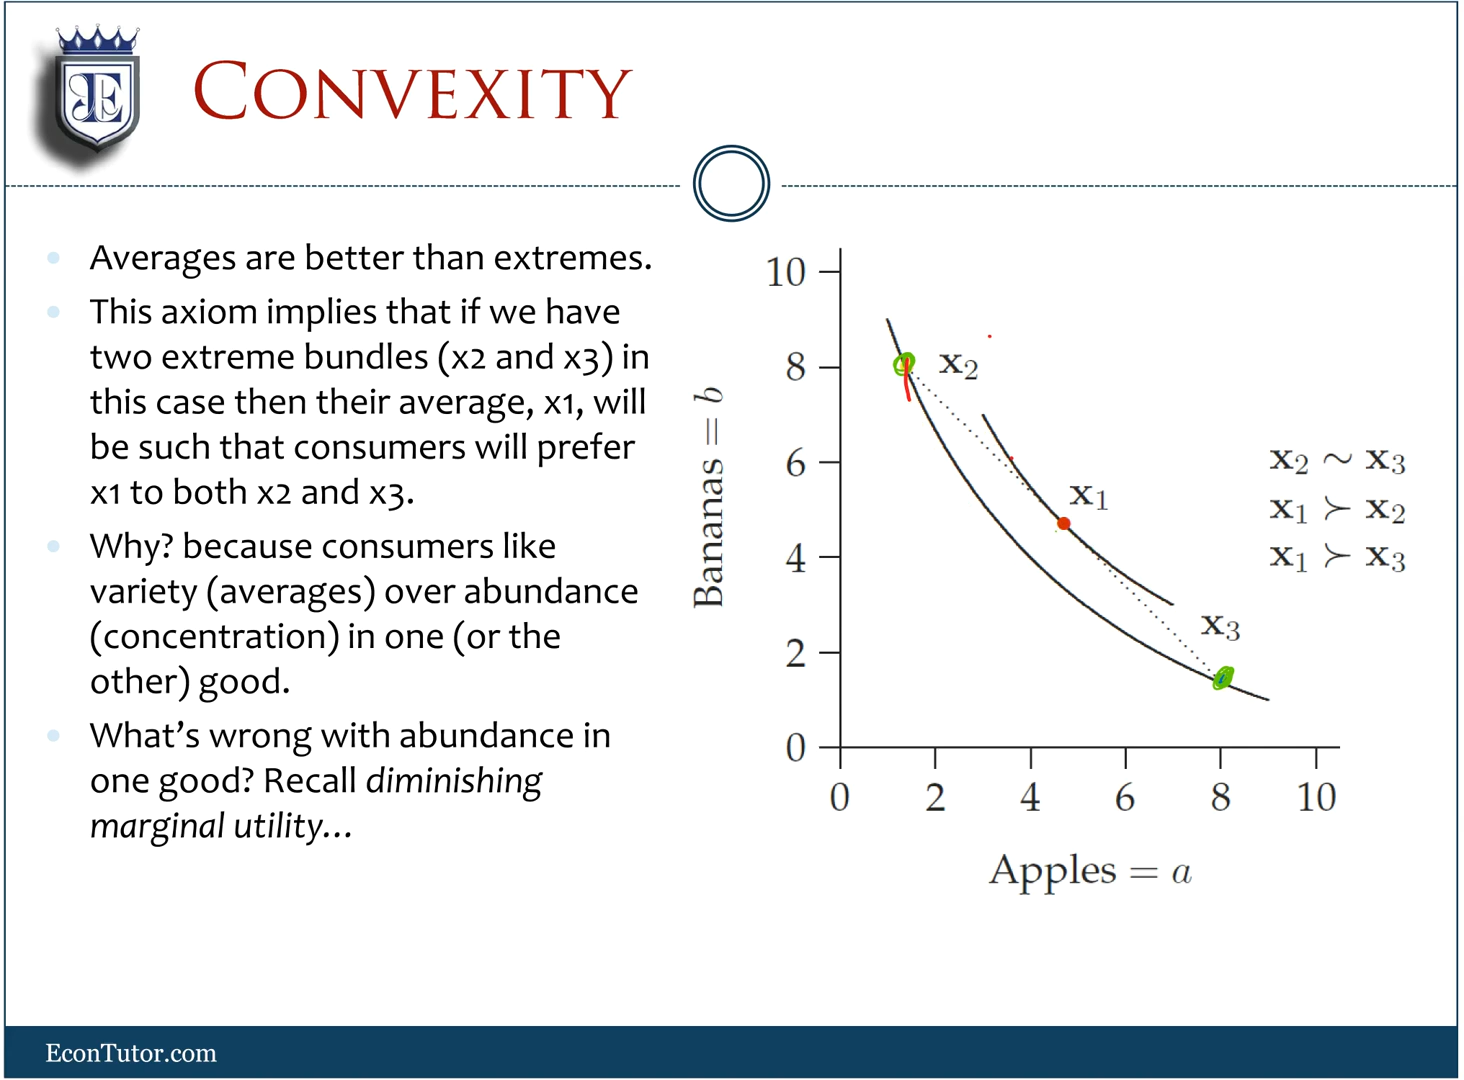 E
CONVEXITY
Averages are better than extremes.
This axiom implies that if we have
two extreme bundles (x2 and x3) in
this case then their average, x1, will
be such that consumers will prefer
x1 to both x2 and x3.
Why? because consumers like
variety (averages) over abundance
(concentration) in one (or the
other) good.
What’s wrong with abundance in
one good? Recall diminishing
marginal utility...
Bananas = b
10
8
6
4
2
0
x₂
x₁
x₃
0 2 4 6 8 10
Apples = a
x₂ ∼ x₃
x₁ ≻ x₂
x₁ ≻ x₃
EconTutor.com